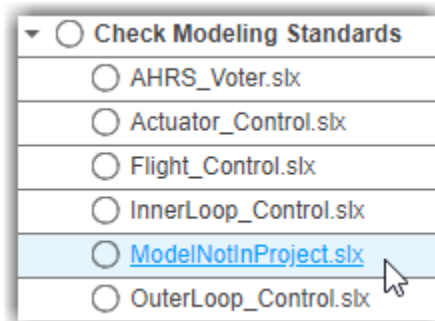 Check Modeling Standards
AHRS_Voter.slx
Actuator_Control.slx
Flight_Control.slx
InnerLoop_Control.slx
ModelNotInProject.slx
OuterLoop_Control.slx